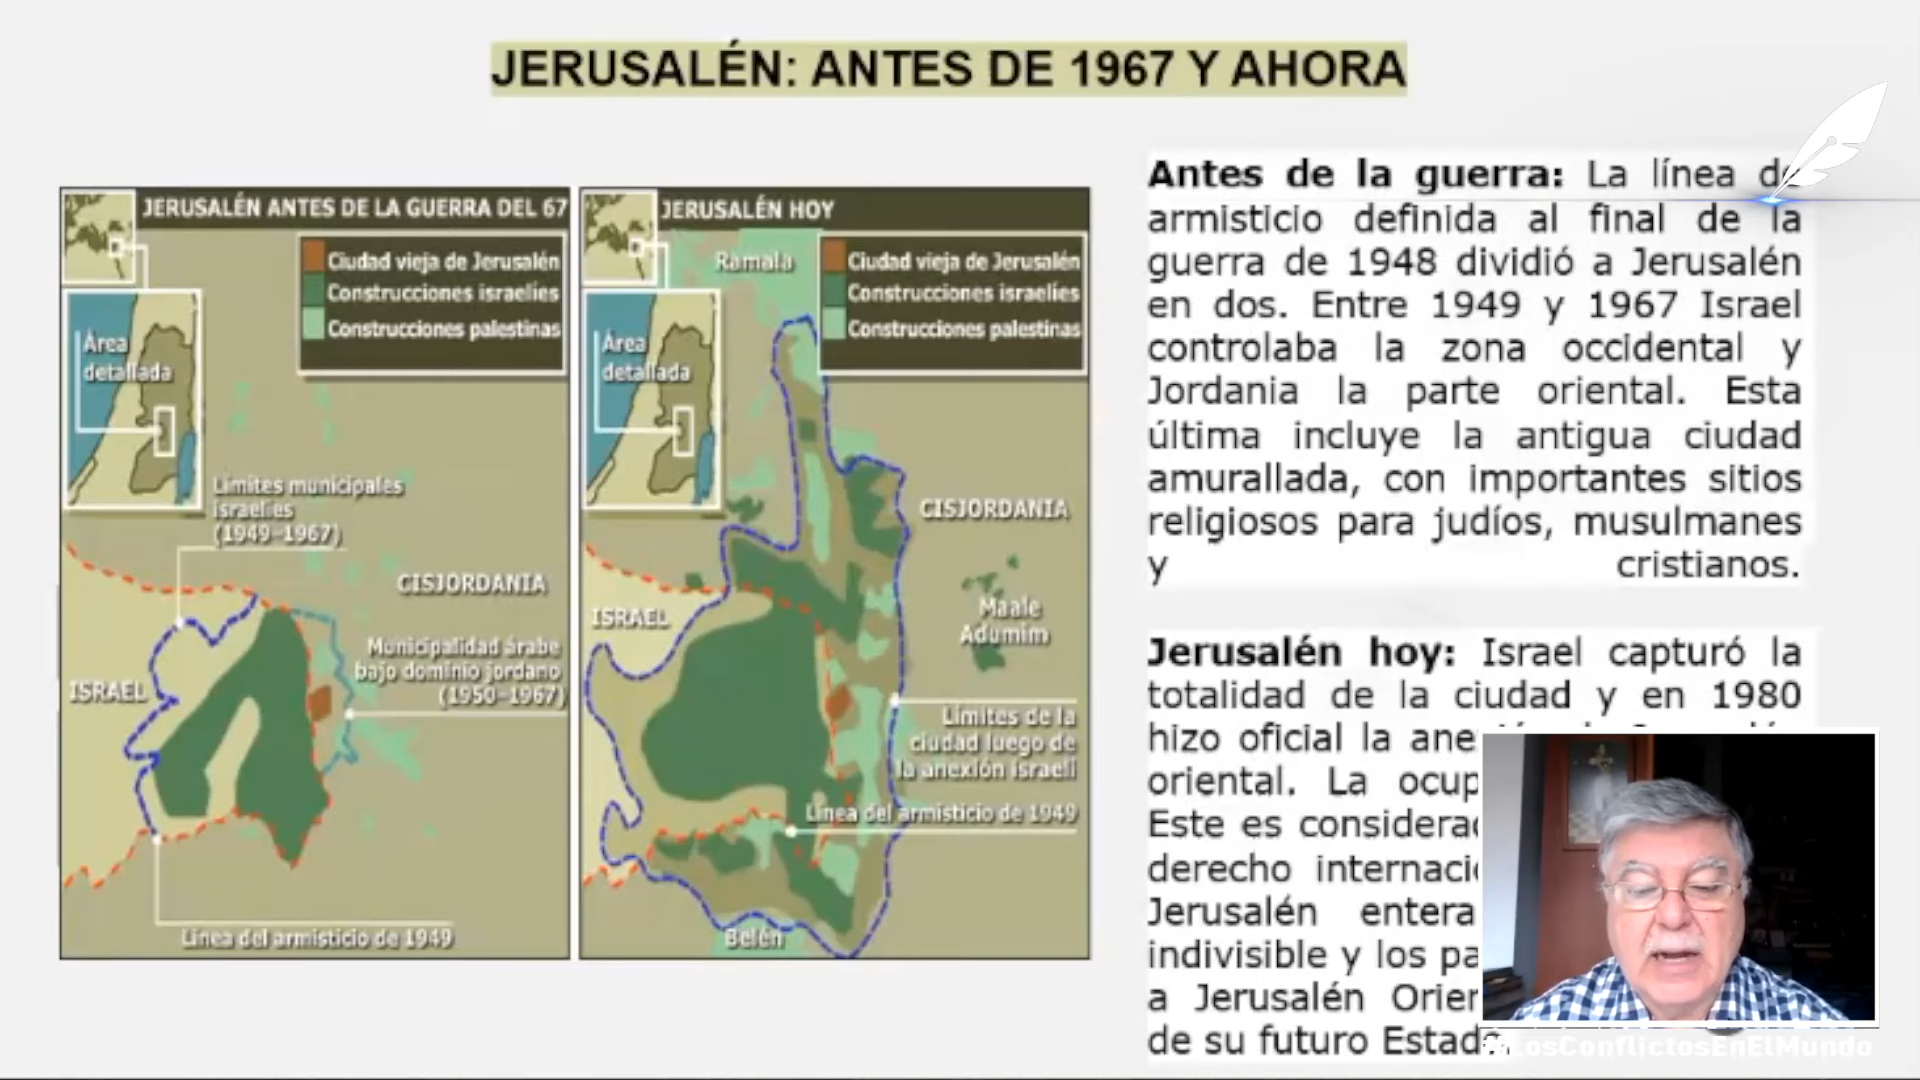 JERUSALÉN: ANTES DE 1967 Y AHORA
JERUSALÉN ANTES DE LA GUERRA DEL 67
Ciudad vieja de Jerusalén
Construcciones israelíes
Construcciones palestinas
Área
detallada
Límites municipales
israelíes
(1949-1967)
CISJORDANIA
Municipalidad árabe
bajo dominio jordano
(1950-1967)
ISRAEL
Línea del armisticio de 1949
JERUSALÉN HOY
Ramala
Ciudad vieja de Jerusalén
Construcciones israelíes
Construcciones palestinas
Área
detallada
CISJORDANIA
ISRAEL
Maale
Adumim
Límites de la
ciudad luego de
la anexión israelí
Línea del armisticio de 1949
Belén
Antes de la guerra: La línea de
armisticio definida al final de la
guerra de 1948 dividió a Jerusalén
en dos. Entre 1949 y 1967 Israel
controlaba la zona occidental y
Jordania la parte oriental. Esta
última incluye la antigua ciudad
amurallada, con importantes sitios
religiosos para judíos, musulmanes
y cristianos.
Jerusalén hoy: Israel capturó la
totalidad de la ciudad y en 1980
hizo oficial la
oriental. La
Este es
derecho
Jerusalén entera
indivisible y los
a Jerusalén
de su futuro Estado.
#LosConflictosEnElMundo